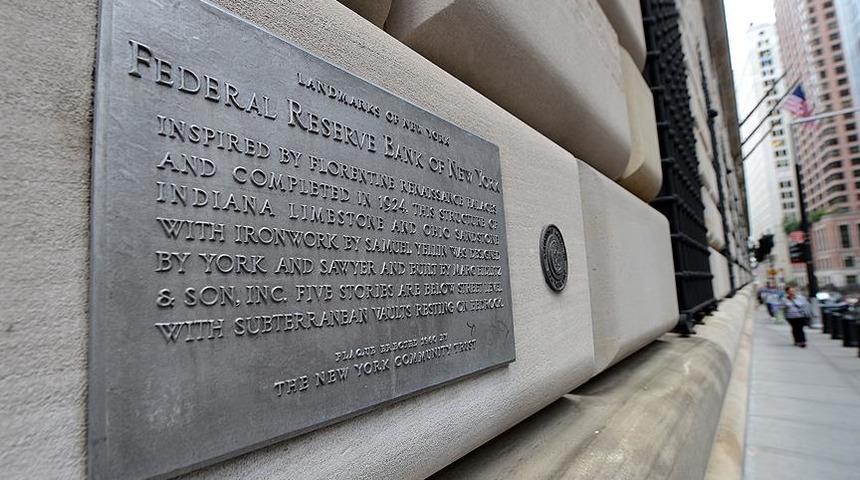 LANDMARKS OF NEW YORK
FEDERAL RESERVE BANK OF NEW YORK
INSPIRED BY FLORENTINE RENAISSANCE PALACES
AND COMPLETED IN 1924, THIS STRUCTURE OF
INDIANA LIMESTONE AND OHIO SANDSTONE
WITH IRONWORK BY SAMUEL YELLIN WAS DESIGNED
BY YORK AND SAWYER AND BUILT BY MARC EIDLITZ
& SON, INC. FIVE STORIES ARE BELOW STREET LEVEL
WITH SUBTERRANEAN VAULTS RESTING ON BEDROCK.
PLAQUE ERECTED BY
THE NEW YORK COMMUNITY TRUST